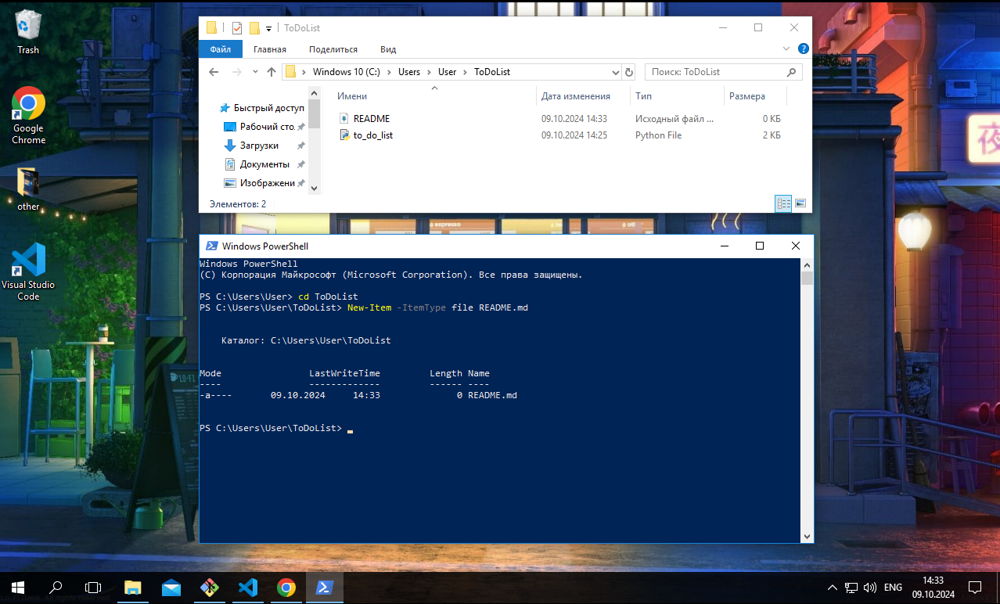 Trash
Google
Chrome
other
Visual Studio
Code
ToDoList
Файл Главная Поделиться Вид
Windows 10 (C:) Users User ToDoList
Поиск: ToDoList
Имени Дата изменения Тип Размера
Быстрый доступ
Рабочий сто.
Загрузки
Документы
Изображени
README 09.10.2024 14:33 Исходный файл ... 0 КБ
to_do_list 09.10.2024 14:25 Python File 2 КБ
Элементов: 2
espresso
Windows PowerShell
Windows PowerShell
(С) Корпорация Майкрософт (Microsoft Corporation). Все права защищены.
PS C:\Users\User> cd ToDoList
PS C:\Users\User\ToDoList> New-Item -ItemType file README.md
Каталог: C:\Users\User\ToDoList
Mode LastWriteTime Length Name
---- ------------- ------ ----
-a---- 09.10.2024 14:33 0 README.md
PS C:\Users\User\ToDoList>
LO-FI
夜
ENG
14:33
09.10.2024